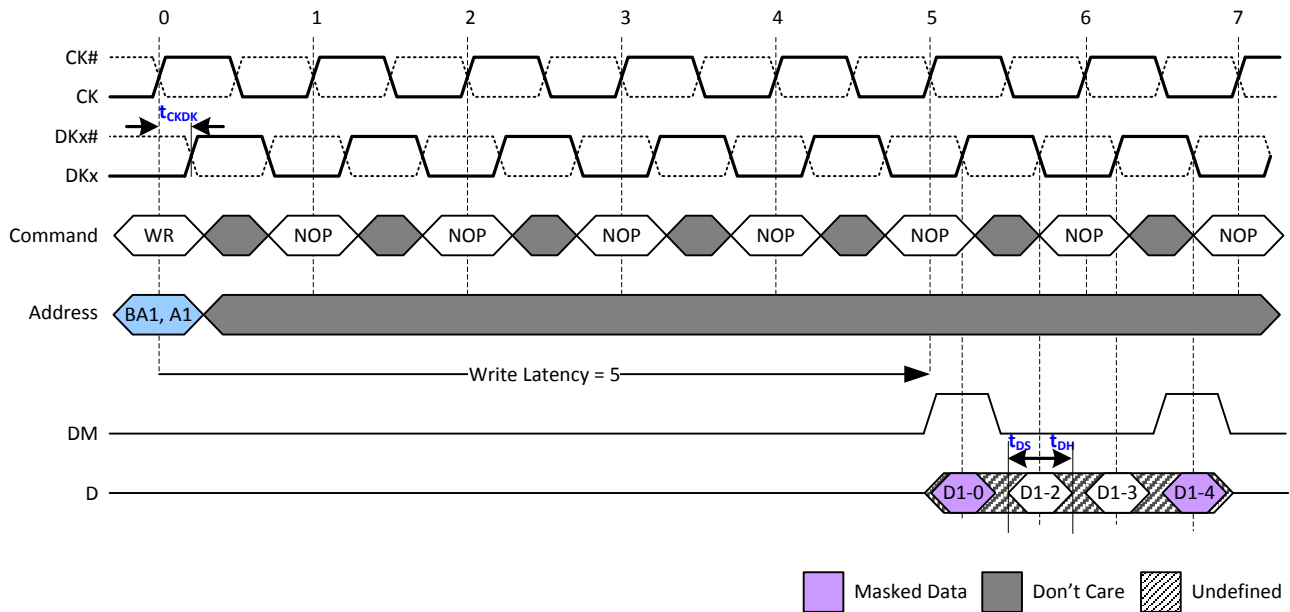 0 1 2 3 4 5 6 7
CK#
CK
tCKDK
DKx#
DKx
Command WR NOP NOP NOP NOP NOP NOP NOP
Address BA1, A1
Write Latency = 5
DM
tDS tDH
D D1-0 D1-2 D1-3 D1-4
Masked Data Don't Care Undefined